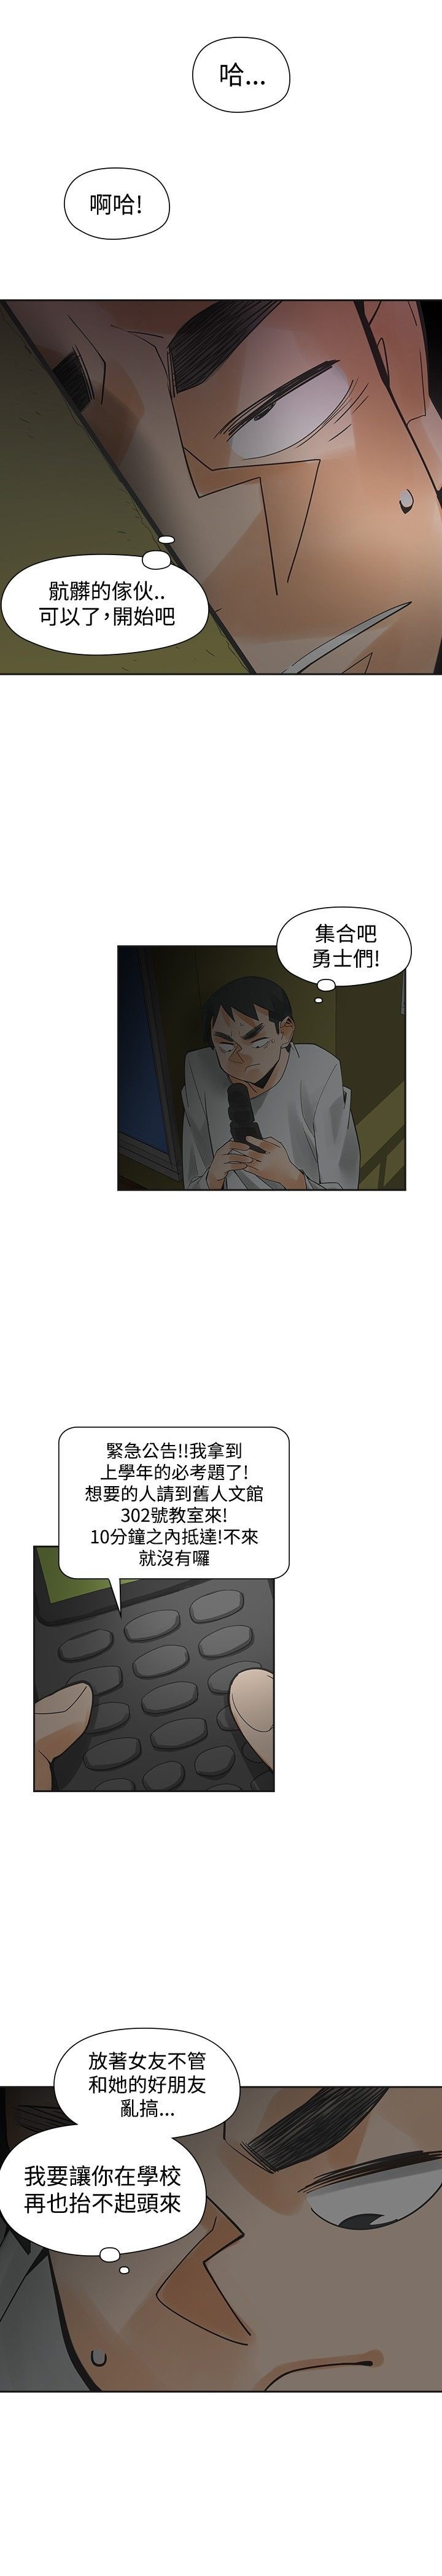 哈...
啊哈!
骯髒的傢伙..
可以了,開始吧
集合吧
勇士們!
緊急公告!!我拿到
上學年的必考題了!
想要的人請到舊人文館
302號教室來!
10分鐘之內抵達!不來
就沒有囉
放著女友不管
和她的好朋友
亂搞...
我要讓你在學校
再也抬不起頭來